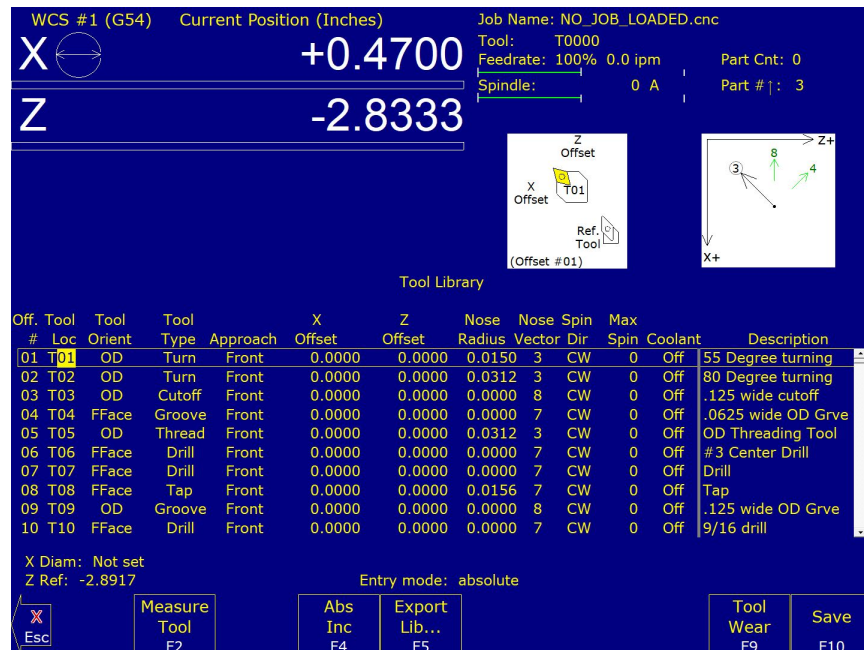 WCS #1 (G54) Current Position (Inches) Job Name: NO_JOB_LOADED.cnc
X +0.4700
Tool: T0000
Feedrate: 100% 0.0 ipm Part Cnt: 0
Spindle: 0 A Part #↑: 3
Z -2.8333
Z Offset
X Offset
T01
Ref. Tool
(Offset #01)
Z+
8
3
4
X+
Tool Library
Off. Tool Tool Tool X Z Nose Nose Spin Max
# Loc Orient Type Approach Offset Offset Radius Vector Dir Spin Coolant Description
01 T01 OD Turn Front 0.0000 0.0000 0.0150 3 CW 0 Off 55 Degree turning
02 T02 OD Turn Front 0.0000 0.0000 0.0312 3 CW 0 Off 80 Degree turning
03 T03 OD Cutoff Front 0.0000 0.0000 0.0000 8 CW 0 Off .125 wide cutoff
04 T04 FFace Groove Front 0.0000 0.0000 0.0000 7 CW 0 Off .0625 wide OD Grve
05 T05 OD Thread Front 0.0000 0.0000 0.0312 3 CW 0 Off OD Threading Tool
06 T06 FFace Drill Front 0.0000 0.0000 0.0000 7 CW 0 Off #3 Center Drill
07 T07 FFace Drill Front 0.0000 0.0000 0.0000 7 CW 0 Off Drill
08 T08 FFace Tap Front 0.0000 0.0000 0.0156 7 CW 0 Off Tap
09 T09 OD Groove Front 0.0000 0.0000 0.0000 8 CW 0 Off .125 wide OD Grve
10 T10 FFace Drill Front 0.0000 0.0000 0.0000 7 CW 0 Off 9/16 drill
X Diam: Not set
Z Ref: -2.8917 Entry mode: absolute
X Esc
Measure Tool F2
Abs Inc F4
Export Lib... F5
Tool Wear F9
Save F10